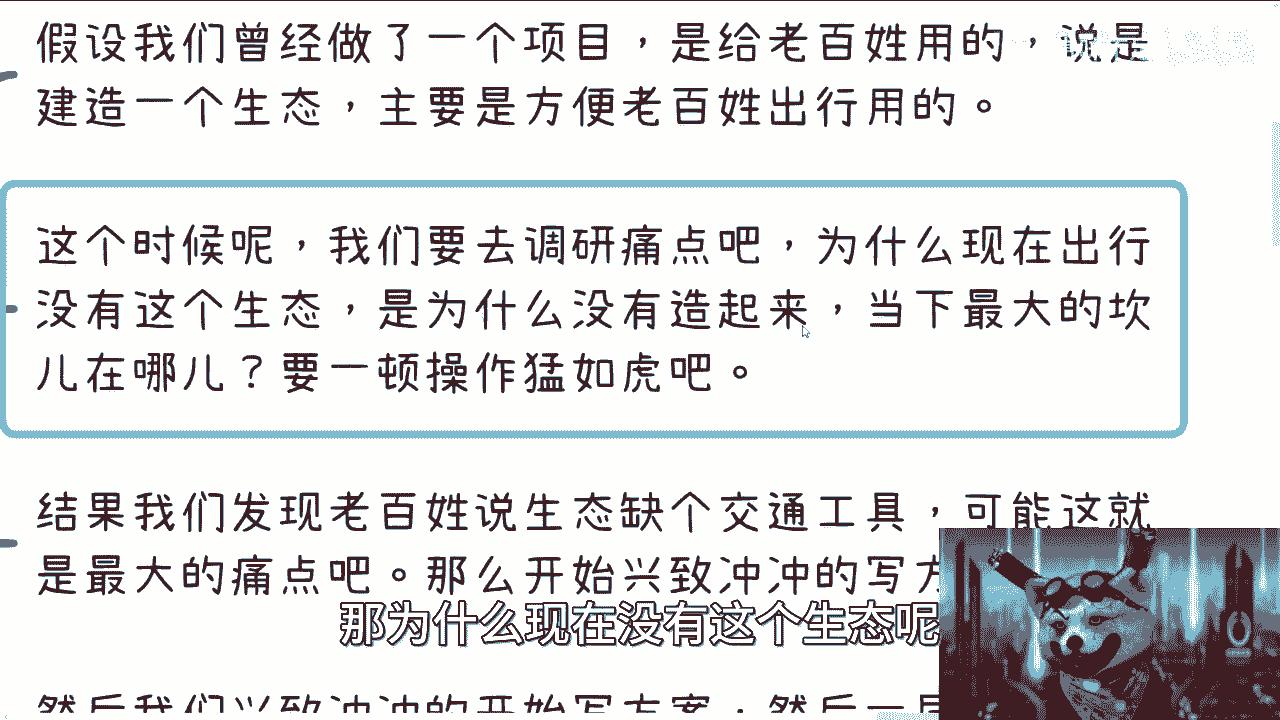 假设我们曾经做了一个项目，是给老百姓用的，说是
建造一个生态，主要是方便老百姓出行用的。
这个时候呢，我们要去调研痛点吧，为什么现在出行
没有这个生态，是为什么没有造起来，当下最大的坎
儿在哪儿？要一顿操作猛如虎吧。
结果我们发现老百姓说生态缺个交通工具，可能这就
是最大的痛点吧。那么开始兴致冲冲的写方
那为什么现在没有这个生态呢
然后我们兴致冲冲的开始写方案，然后一